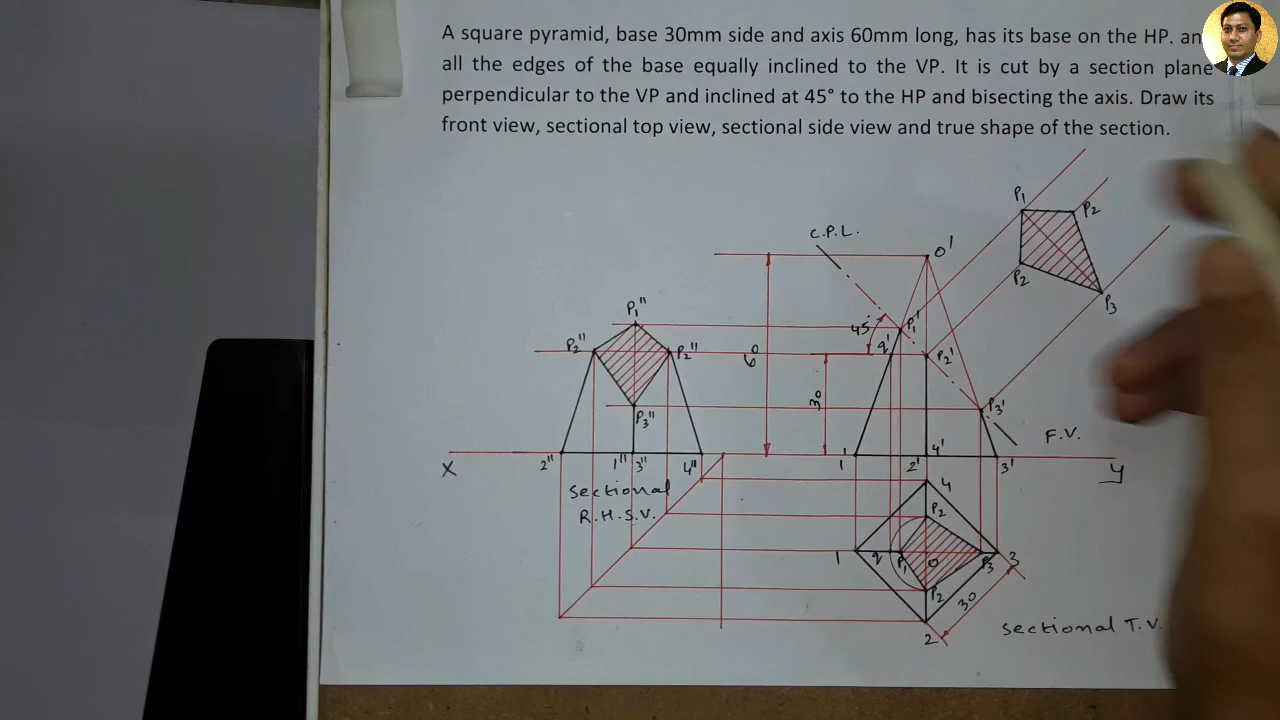 A square pyramid, base 30mm side and axis 60mm long, has its base on the HP. an
all the edges of the base equally inclined to the VP. It is cut by a section plane
perpendicular to the VP and inclined at 45° to the HP and bisecting the axis. Draw its
front view, sectional top view, sectional side view and true shape of the section.
P1
P2
C.P.L.
O'
P2
P3
P1''
45°
P1'
P2''
P2''
q'
P2'
60
P3''
30
P3'
F.V.
X
2''
1''
3''
4''
1'
2'
4'
3'
Y
Sectional
R.H.S.V.
4
P2
1
q
P1
O
P3
3
P2
30
2
Sectional T.V.